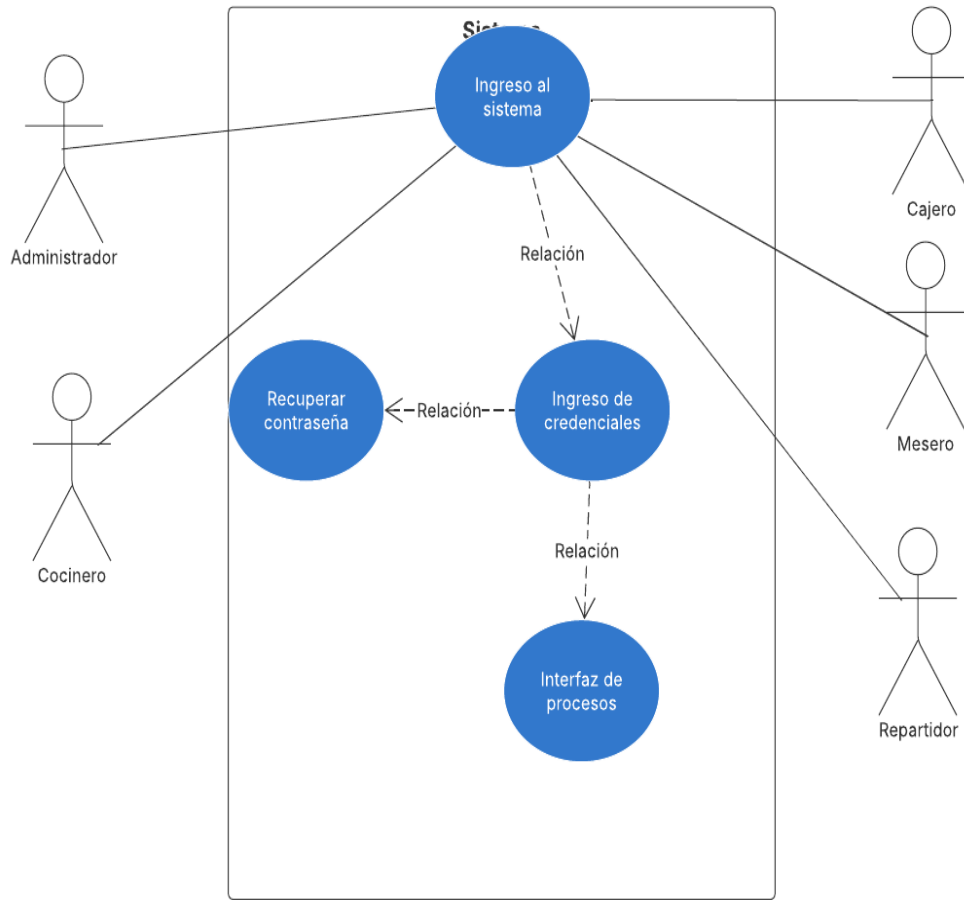 Ingreso al
sistema
Cajero
Administrador
Relación
Recuperar
contraseña
Relación
Ingreso de
credenciales
Mesero
Relación
Cocinero
Interfaz de
procesos
Repartidor